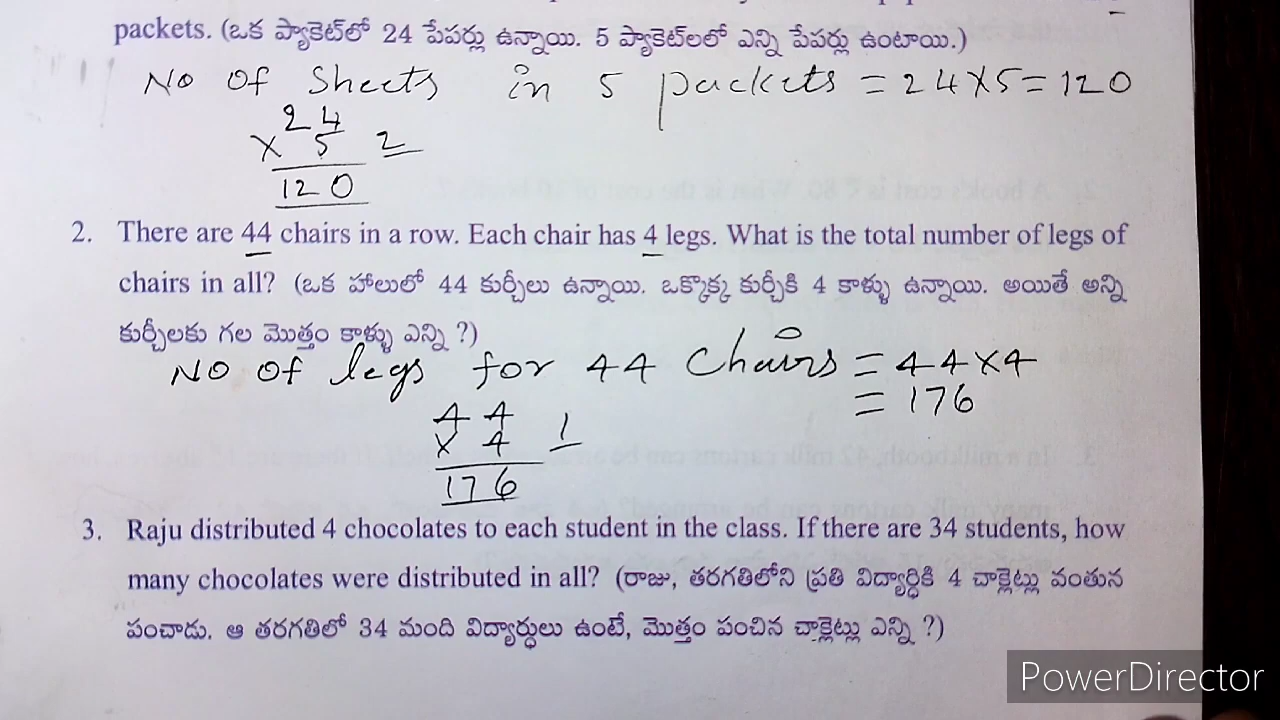 packets. (ఒక ప్యాకెట్‌లో 24 పేపర్లు ఉన్నాయి. 5 ప్యాకెట్‌లలో ఎన్ని పేపర్లు ఉంటాయి.)
No of Sheets in 5 packets = 24×5=120
24
× 5 2
120
2. There are 44 chairs in a row. Each chair has 4 legs. What is the total number of legs of
chairs in all? (ఒక హాలులో 44 కుర్చీలు ఉన్నాయి. ఒక్కొక్క కుర్చీకి 4 కాళ్ళు ఉన్నాయి. అయితే అన్ని
కుర్చీలకు గల మొత్తం కాళ్ళు ఎన్ని ?)
No of legs for 44 Chairs = 44×4
= 176
44
× 4 1
176
3. Raju distributed 4 chocolates to each student in the class. If there are 34 students, how
many chocolates were distributed in all? (రాజు, తరగతిలోని ప్రతి విద్యార్థికి 4 చాక్లెట్లు వంతున
పంచాడు. ఆ తరగతిలో 34 మంది విద్యార్థులు ఉంటే, మొత్తం పంచిన చాక్లెట్లు ఎన్ని ?)
PowerDirector